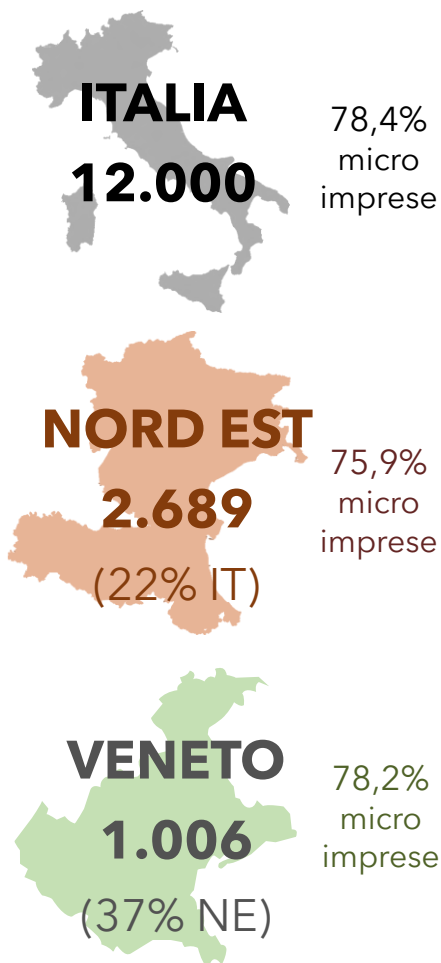 ITALIA
12.000
78,4%
micro
imprese
NORD EST
2.689
(22% IT)
75,9%
micro
imprese
VENETO
1.006
(37% NE)
78,2%
micro
imprese